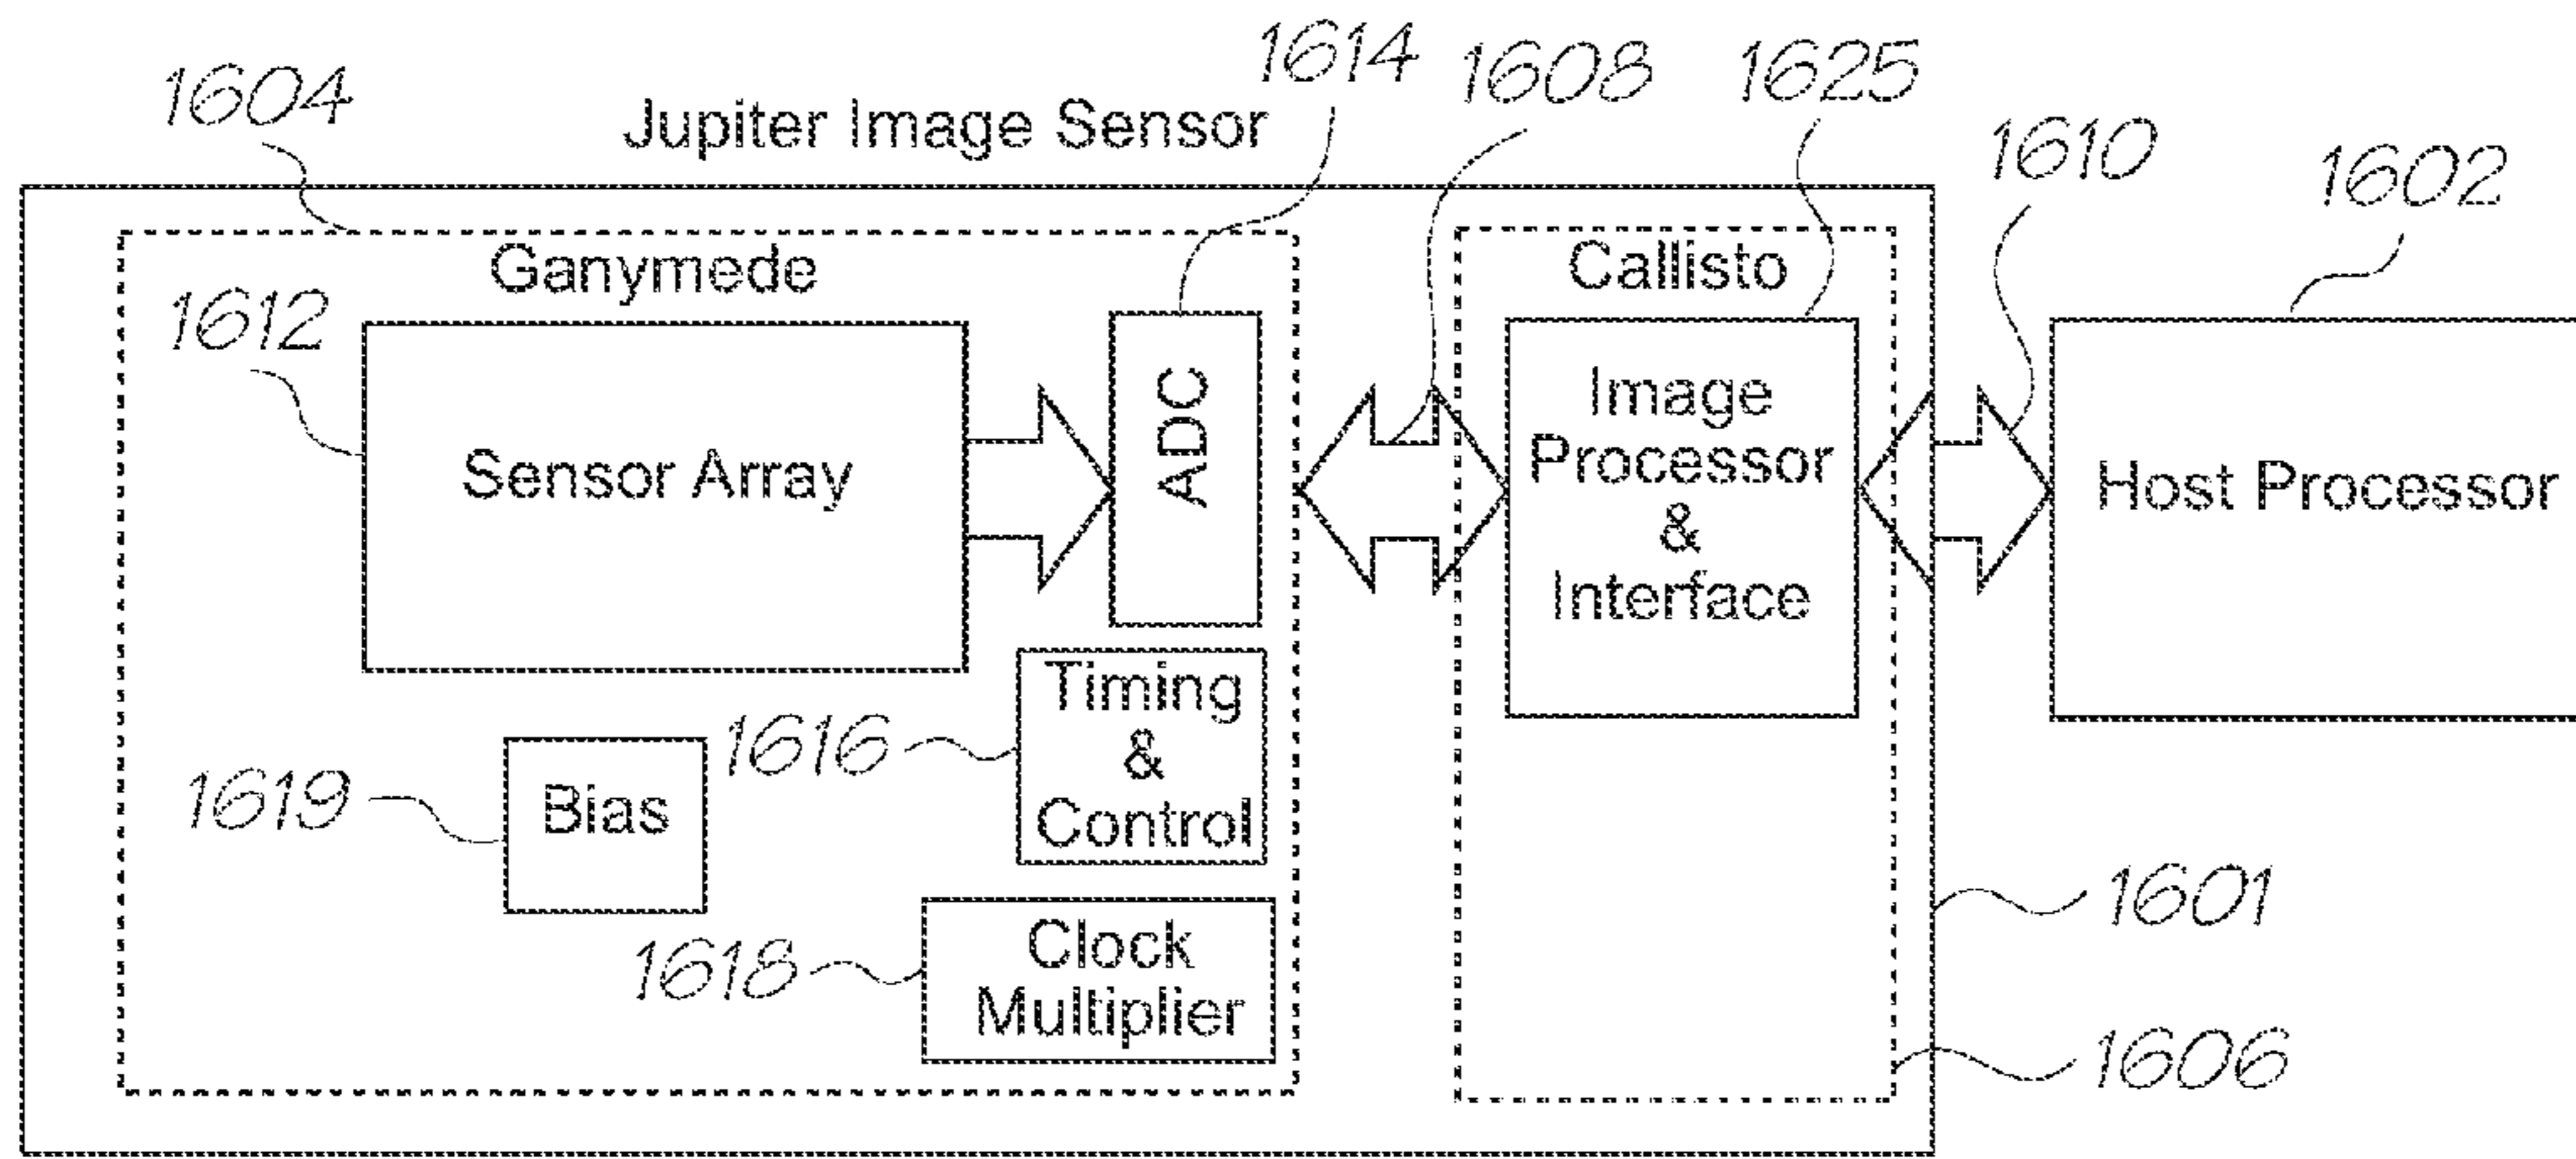 1604
Jupiter Image Sensor
1614
1608
1625
1610
1602
Ganymede
Callisto
1612
Sensor Array
ADC
Image
Processor
&
Interface
Host Processor
Timing
&
Control
1616
1619
Bias
1618
Clock
Multiplier
1601
1606